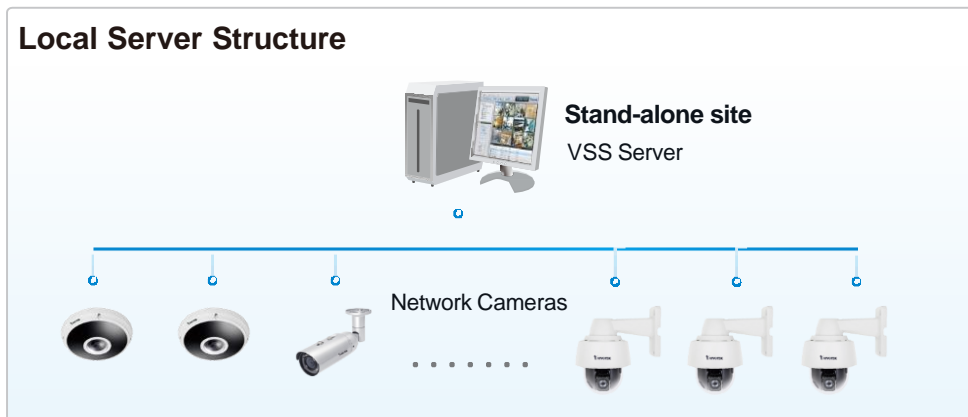 Local Server Structure
Stand-alone site
VSS Server
Network Cameras